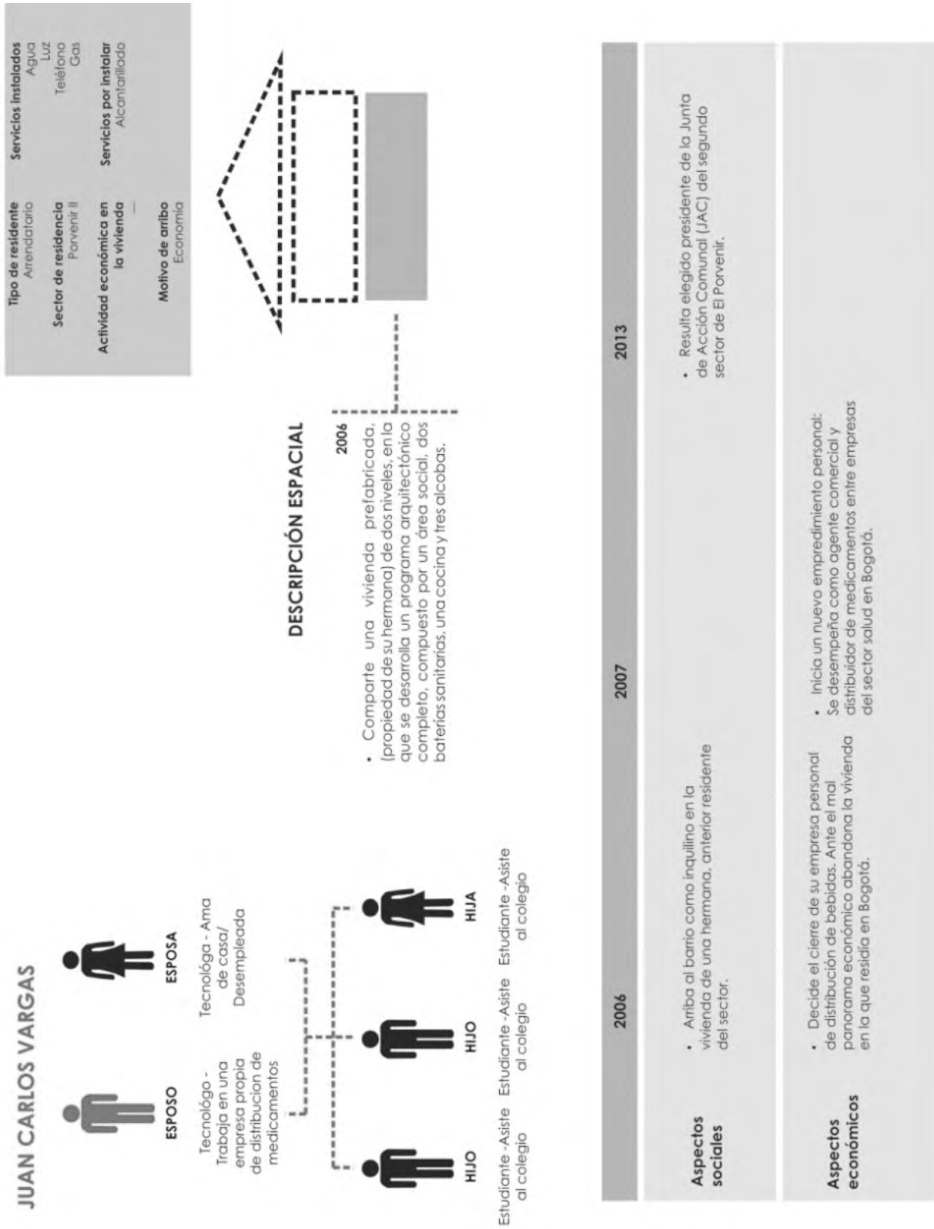 JUAN CARLOS VARGAS
ESPOSO
Tecnológo -
Trabaja en una
empresa propia
de distribucion de
medicamentos
ESPOSA
Tecnológa - Ama
de casa/
Desempleada
HIJO
Estudiante -Asiste
al colegio
HIJO
Estudiante -Asiste
al colegio
HIJA
Estudiante -Asiste
al colegio
Tipo de residente
Arrendatario
Sector de residencia
Porvenir II
Actividad económica en
la vivienda
—
Motivo de arribo
Economía
Servicios instalados
Agua
Luz
Teléfono
Gas
Servicios por instalar
Alcantarillado
DESCRIPCIÓN ESPACIAL
2006
• Comparte una vivienda prefabricada,
(propiedad de su hermana) de dos niveles, en la
que se desarrolla un programa arquitectónico
completo, compuesto por un área social, dos
baterías sanitarias, una cocina y tres alcobas.
2006
2007
2013
Aspectos
sociales
• Arriba al barrio como inquilino en la
vivienda de una hermana, anterior residente
del sector.
• Resulta elegido presidente de la Junta
de Acción Comunal (JAC) del segundo
sector de El Porvenir.
Aspectos
económicos
• Decide el cierre de su empresa personal
de distribución de bebidas. Ante el mal
panorama económico abandona la vivienda
en la que residía en Bogotá.
• Inicia un nuevo empredimiento personal:
Se desempeña como agente comercial y
distribuidor de medicamentos entre empresas
del sector salud en Bogotá.